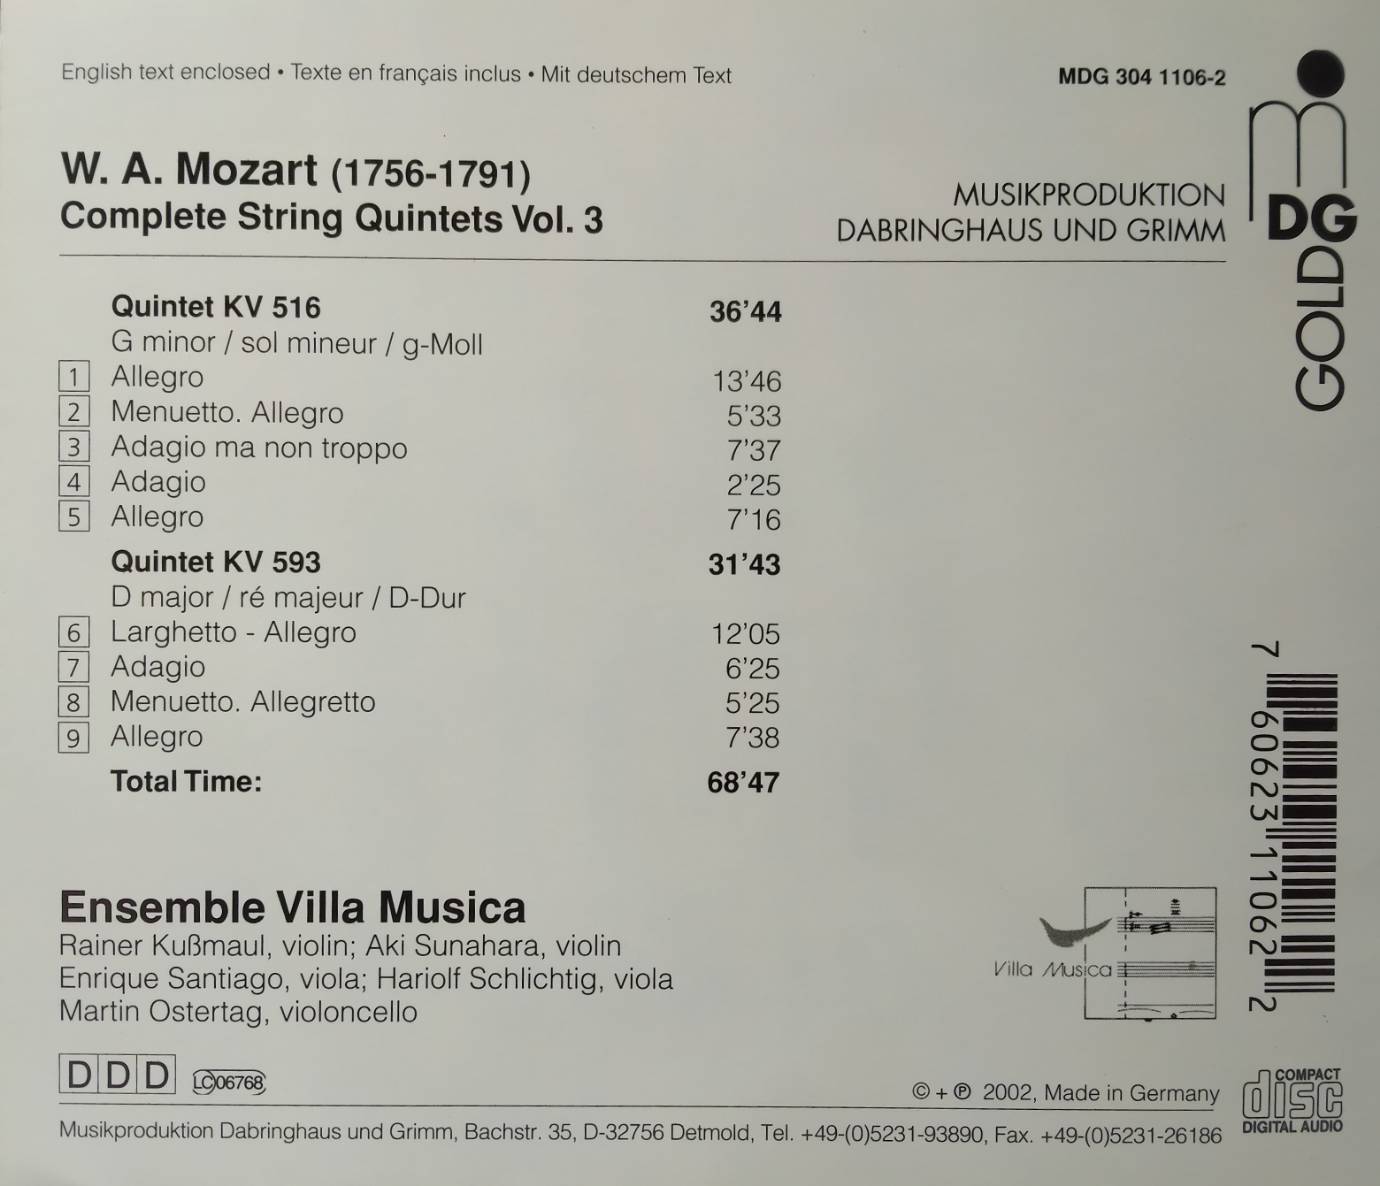 English text enclosed • Texte en français inclus • Mit deutschem Text
MDG 304 1106-2
W. A. Mozart (1756-1791)
Complete String Quintets Vol. 3
MUSIKPRODUKTION
DABRINGHAUS UND GRIMM
DG
GOLD
Quintet KV 516 36'44
G minor / sol mineur / g-Moll
1 Allegro 13'46
2 Menuetto. Allegro 5'33
3 Adagio ma non troppo 7'37
4 Adagio 2'25
5 Allegro 7'16
Quintet KV 593 31'43
D major / ré majeur / D-Dur
6 Larghetto - Allegro 12'05
7 Adagio 6'25
8 Menuetto. Allegretto 5'25
9 Allegro 7'38
Total Time: 68'47
Ensemble Villa Musica
Rainer Kußmaul, violin; Aki Sunahara, violin
Enrique Santiago, viola; Hariolf Schlichtig, viola
Martin Ostertag, violoncello
Villa Musica
7 60623 11062 2
DDD LC06768
© + ℗ 2002, Made in Germany
COMPACT
disc
DIGITAL AUDIO
Musikproduktion Dabringhaus und Grimm, Bachstr. 35, D-32756 Detmold, Tel. +49-(0)5231-93890, Fax. +49-(0)5231-26186